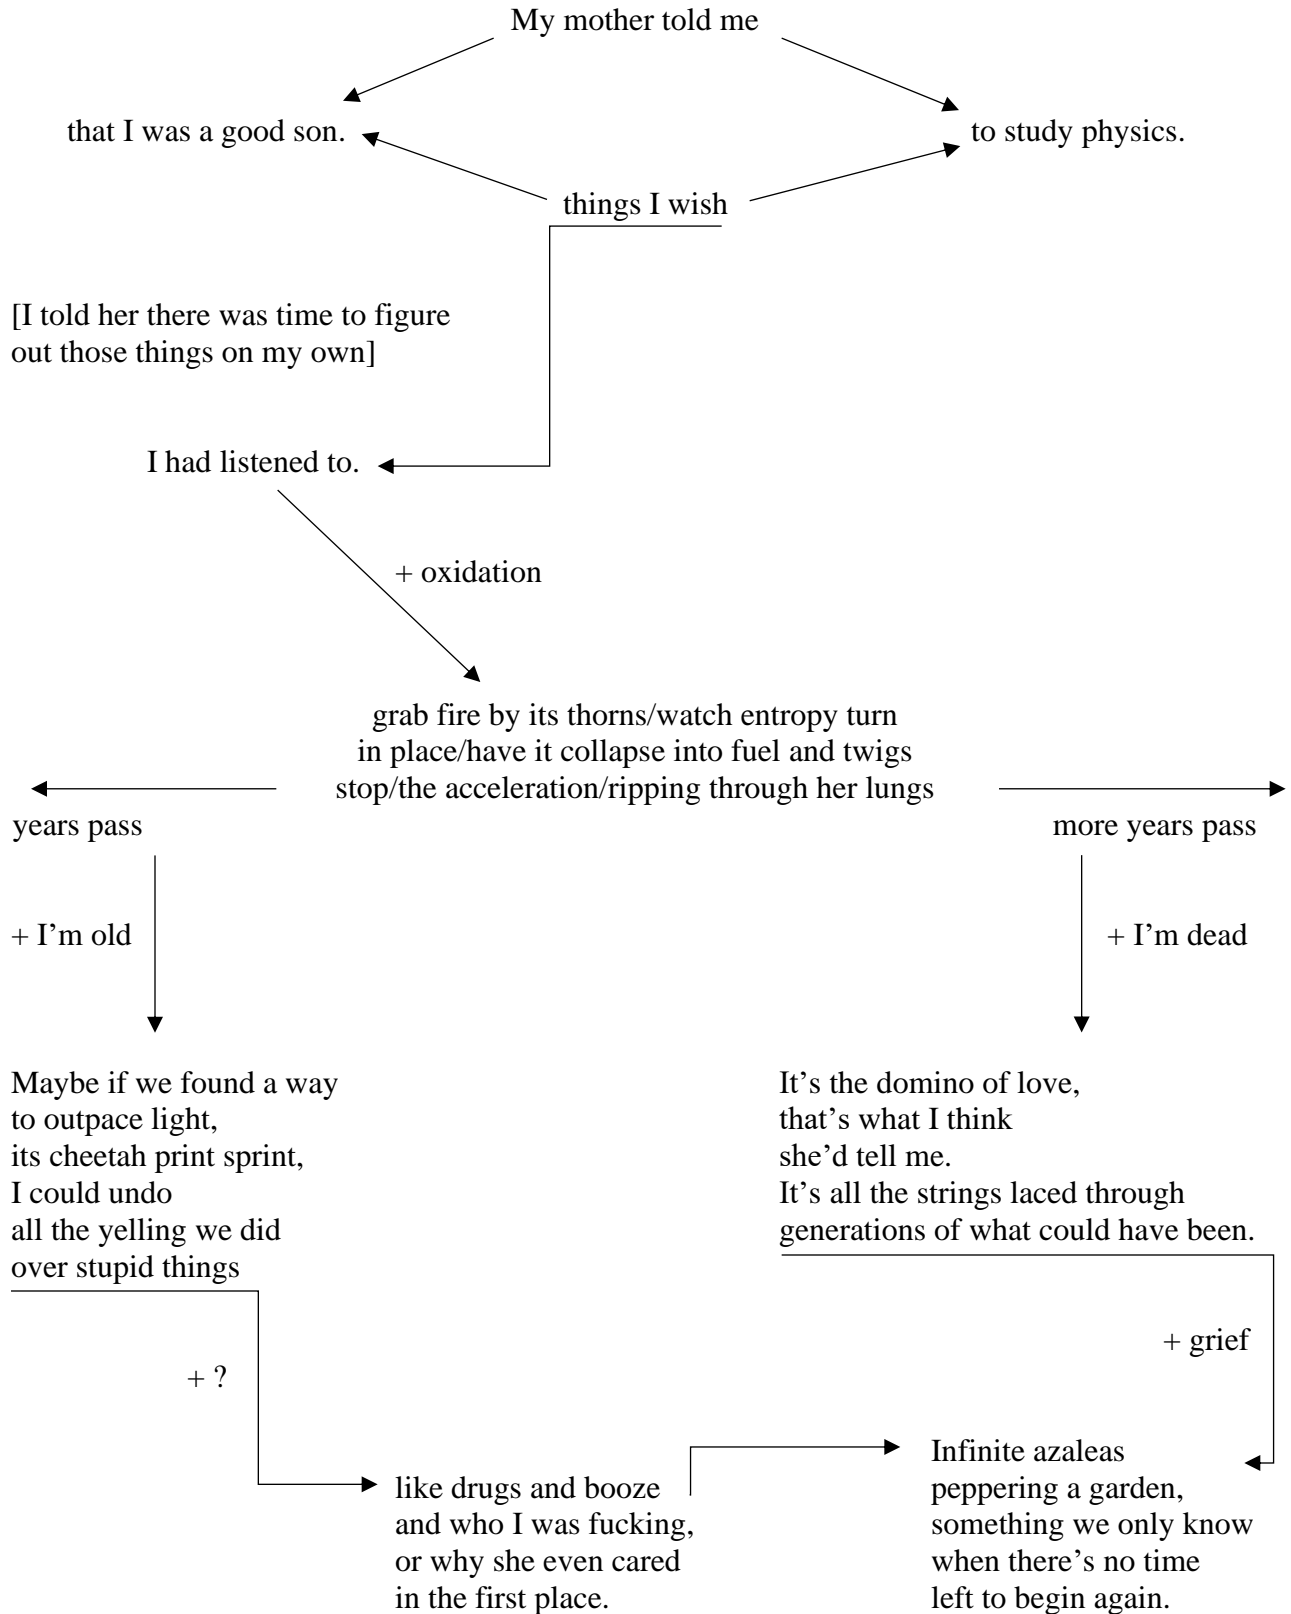 My mother told me
that I was a good son.
to study physics.
things I wish
[I told her there was time to figure
out those things on my own]
I had listened to.
+ oxidation
grab fire by its thorns/watch entropy turn
in place/have it collapse into fuel and twigs
stop/the acceleration/ripping through her lungs
years pass
more years pass
+ I’m old
+ I’m dead
Maybe if we found a way
to outpace light,
its cheetah print sprint,
I could undo
all the yelling we did
over stupid things
It’s the domino of love,
that’s what I think
she’d tell me.
It’s all the strings laced through
generations of what could have been.
+ ?
+ grief
like drugs and booze
and who I was fucking,
or why she even cared
in the first place.
Infinite azaleas
peppering a garden,
something we only know
when there’s no time
left to begin again.